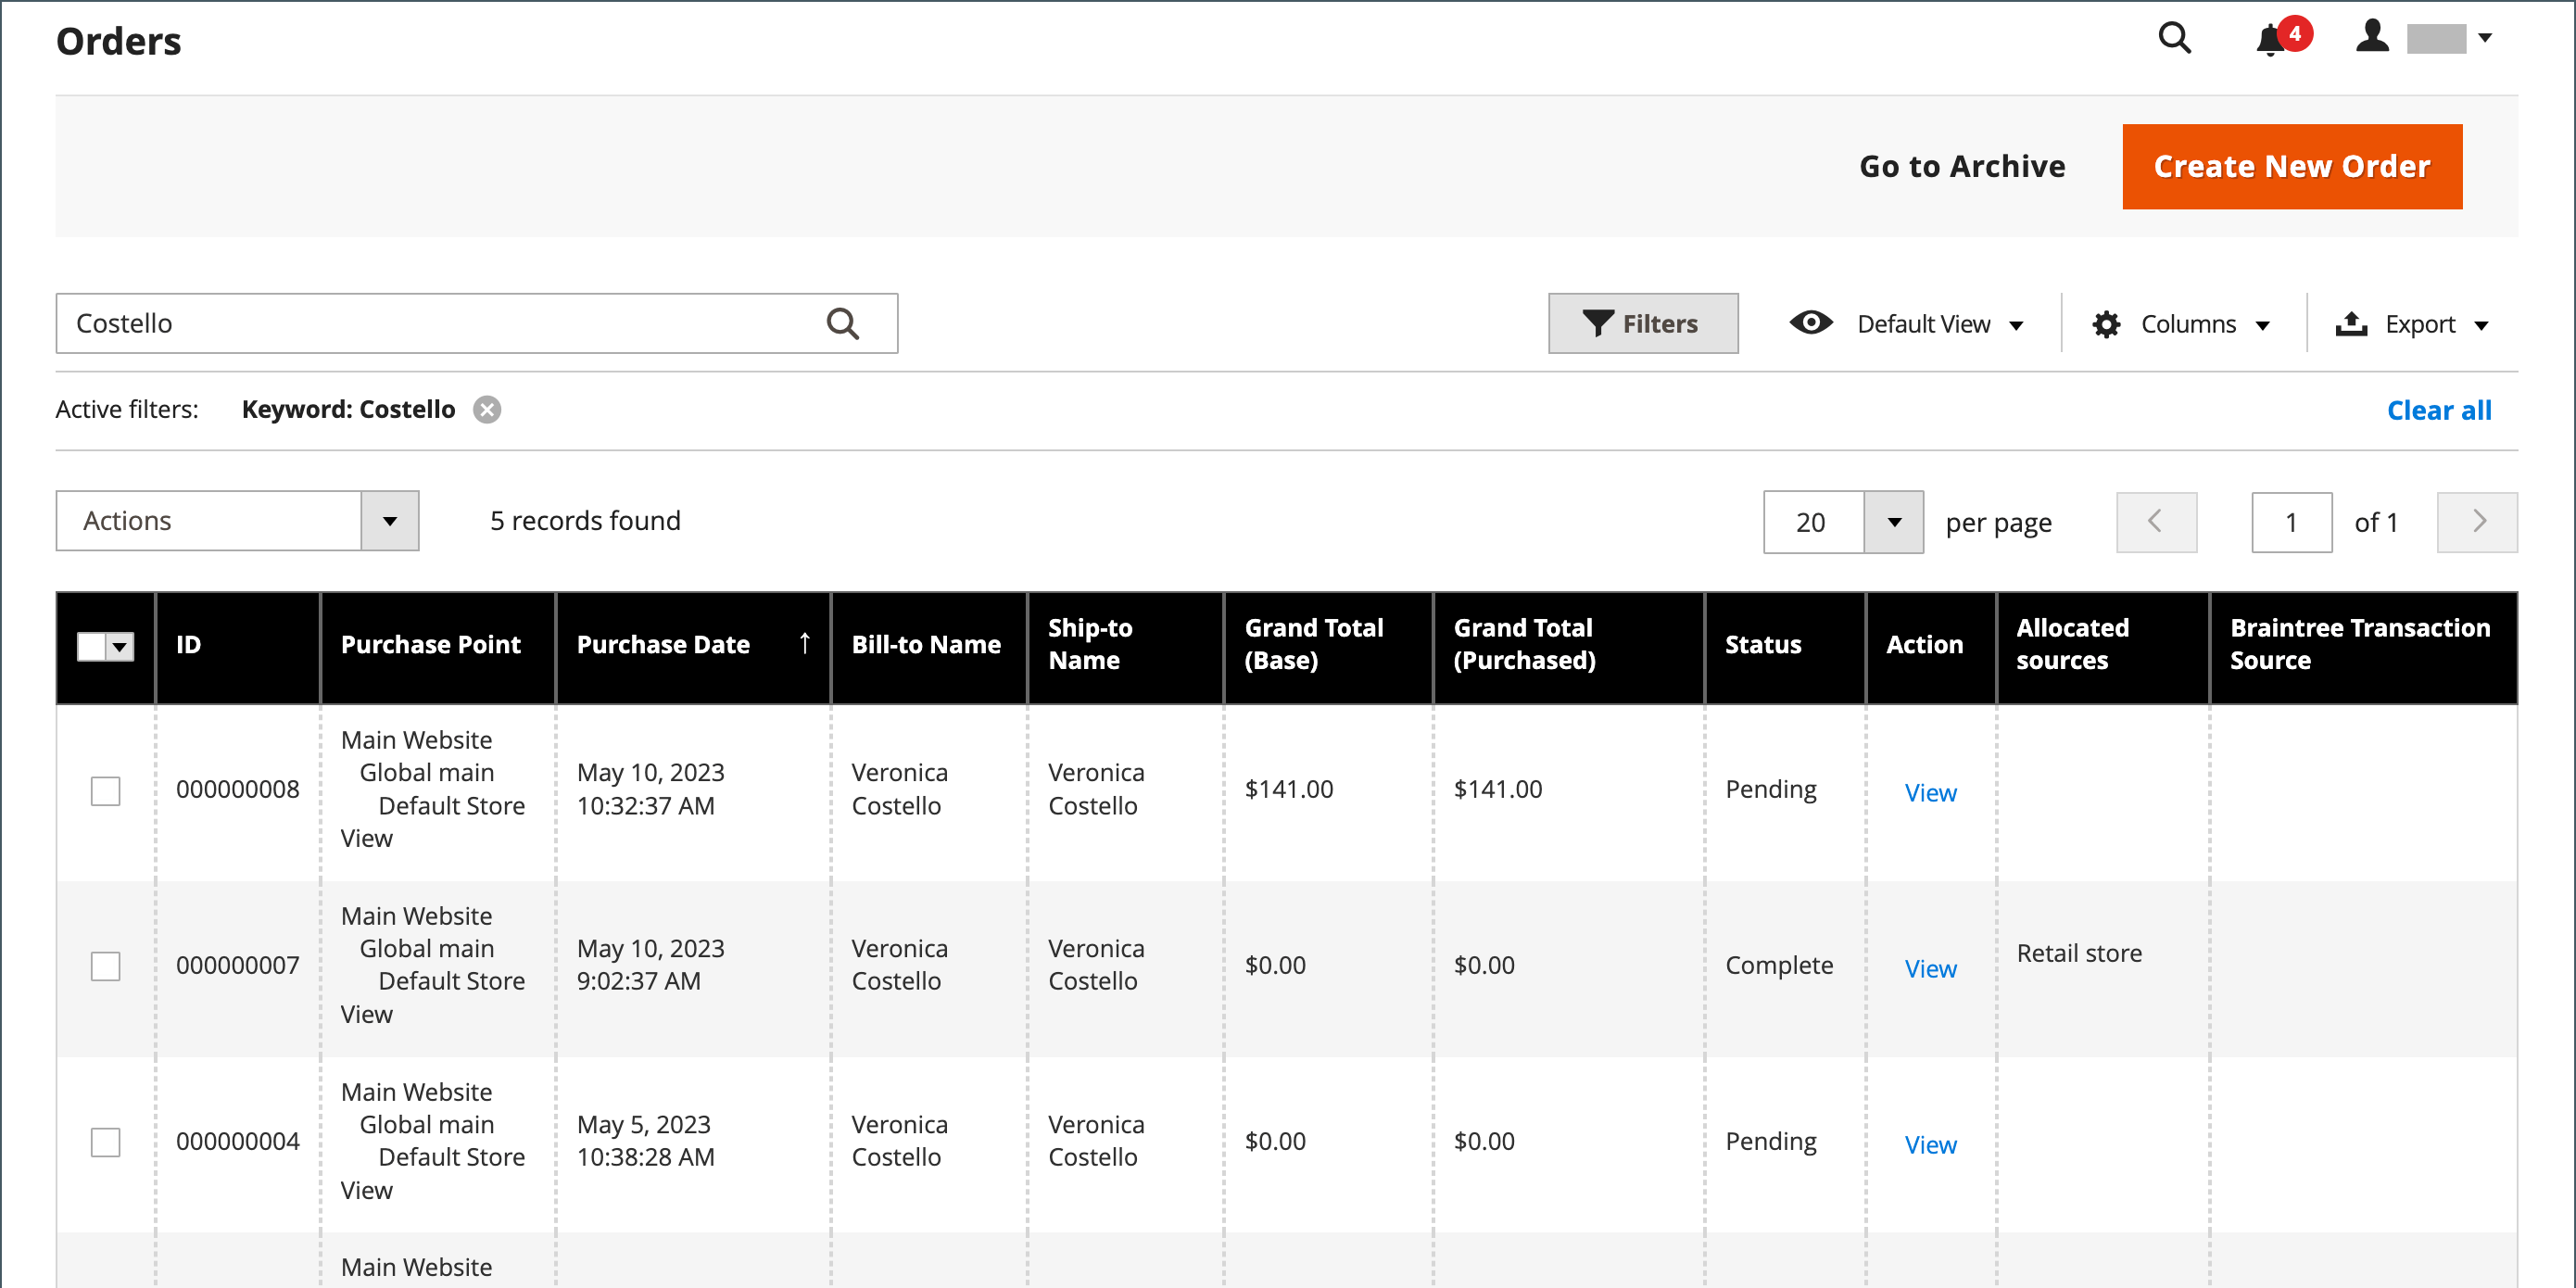 Orders
4
Go to Archive
Create New Order
Costello
Filters
Default View
Columns
Export
Active filters:
Keyword: Costello
Clear all
Actions
5 records found
20
per page
1
of 1
ID
Purchase Point
Purchase Date
Bill-to Name
Ship-to
Name
Grand Total
(Base)
Grand Total
(Purchased)
Status
Action
Allocated
sources
Braintree Transaction
Source
000000008
Main Website
Global main
Default Store
View
May 10, 2023
10:32:37 AM
Veronica
Costello
Veronica
Costello
$141.00
$141.00
Pending
View
000000007
Main Website
Global main
Default Store
View
May 10, 2023
9:02:37 AM
Veronica
Costello
Veronica
Costello
$0.00
$0.00
Complete
View
Retail store
000000004
Main Website
Global main
Default Store
View
May 5, 2023
10:38:28 AM
Veronica
Costello
Veronica
Costello
$0.00
$0.00
Pending
View
Main Website